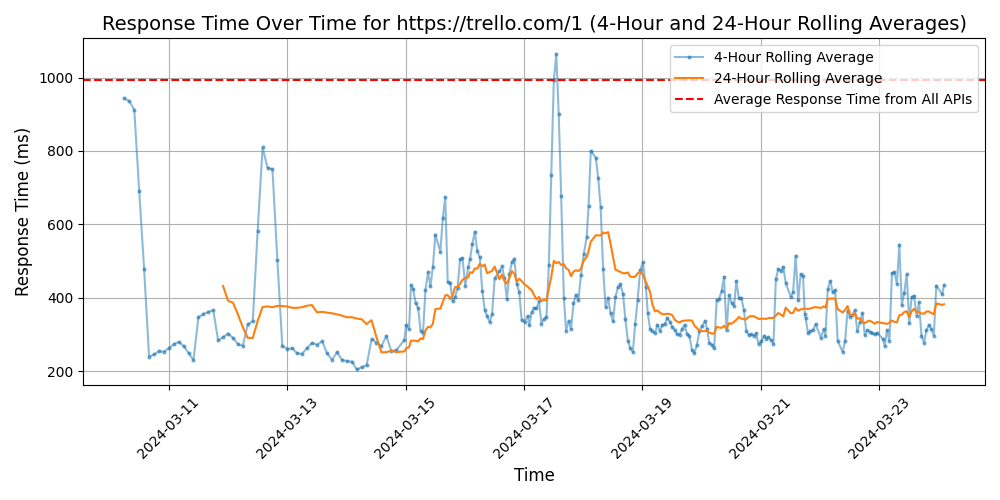 Response Time Over Time for https://trello.com/1 (4-Hour and 24-Hour Rolling Averages)
4-Hour Rolling Average
24-Hour Rolling Average
Average Response Time from All APIs
Response Time (ms)
1000
800
600
400
200
2024-03-11
2024-03-13
2024-03-15
2024-03-17
2024-03-19
2024-03-21
2024-03-23
Time